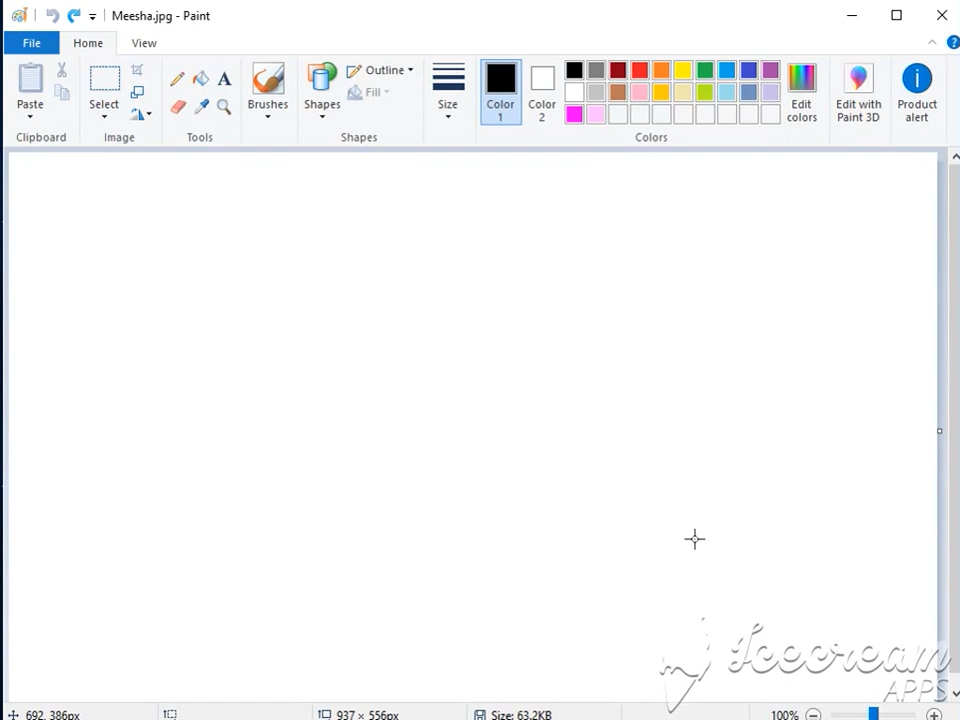 Meesha.jpg - Paint
File Home View
Paste
Select
Brushes
Shapes
Outline
Fill
Size
Color 1
Color 2
Edit colors
Edit with Paint 3D
Product alert
Clipboard Image Tools Shapes Colors
Icecream
APPS
692, 386px 937 × 556px Size: 63.2KB 100%